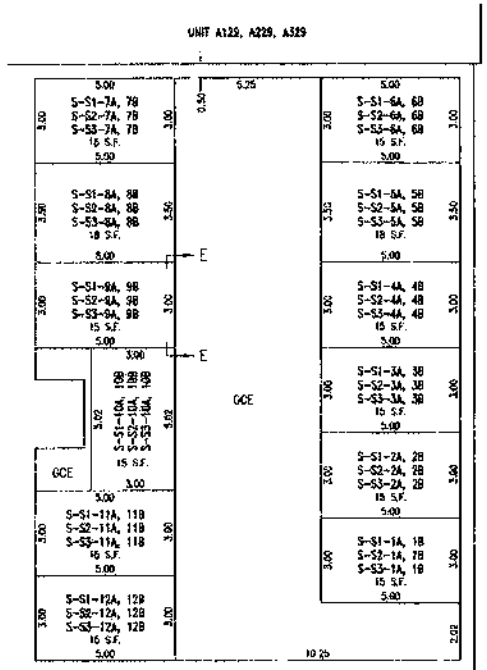 UNIT A129, A229, A329
0.50
5.25
5.00
S-S1-7A, 7B
S-S2-7A, 7B
S-S3-7A, 7B
15 S.F.
3.00
3.00
5.00
S-S1-8A, 8B
S-S2-8A, 8B
S-S3-8A, 8B
18 S.F.
3.50
3.50
5.00
E
S-S1-9A, 9B
S-S2-9A, 9B
S-S3-9A, 9B
15 S.F.
3.00
3.00
5.00
E
3.00
S-S1-10A, 10B
S-S2-10A, 10B
S-S3-10A, 10B
15 S.F.
5.02
5.02
3.00
GCE
5.00
S-S1-11A, 11B
S-S2-11A, 11B
S-S3-11A, 11B
15 S.F.
3.00
3.00
5.00
S-S1-12A, 12B
S-S2-12A, 12B
S-S3-12A, 12B
15 S.F.
3.00
3.00
5.00
GCE
5.00
S-S1-6A, 6B
S-S2-6A, 6B
S-S3-6A, 6B
15 S.F.
3.00
3.00
5.00
S-S1-5A, 5B
S-S2-5A, 5B
S-S3-5A, 5B
18 S.F.
3.50
3.50
5.00
S-S1-4A, 4B
S-S2-4A, 4B
S-S3-4A, 4B
15 S.F.
3.00
3.00
5.00
S-S1-3A, 3B
S-S2-3A, 3B
S-S3-3A, 3B
15 S.F.
3.00
3.00
5.00
S-S1-2A, 2B
S-S2-2A, 2B
S-S3-2A, 2B
15 S.F.
3.00
3.00
5.00
S-S1-1A, 1B
S-S2-1A, 1B
S-S3-1A, 1B
15 S.F.
3.00
3.00
5.00
2.02
10.25